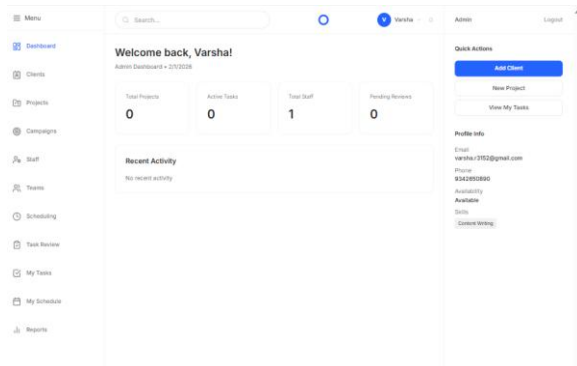 Menu
Search...
V Varsha
Admin
Logout
Dashboard
Clients
Projects
Campaigns
Staff
Teams
Scheduling
Task Review
My Tasks
My Schedule
Reports
Welcome back, Varsha!
Admin Dashboard • 2/1/2026
Total Projects
0
Active Tasks
0
Total Staff
1
Pending Reviews
0
Recent Activity
No recent activity
Quick Actions
Add Client
New Project
View My Tasks
Profile Info
Email
varsha.r3152@gmail.com
Phone
9342650890
Availability
Available
Skills
Content Writing